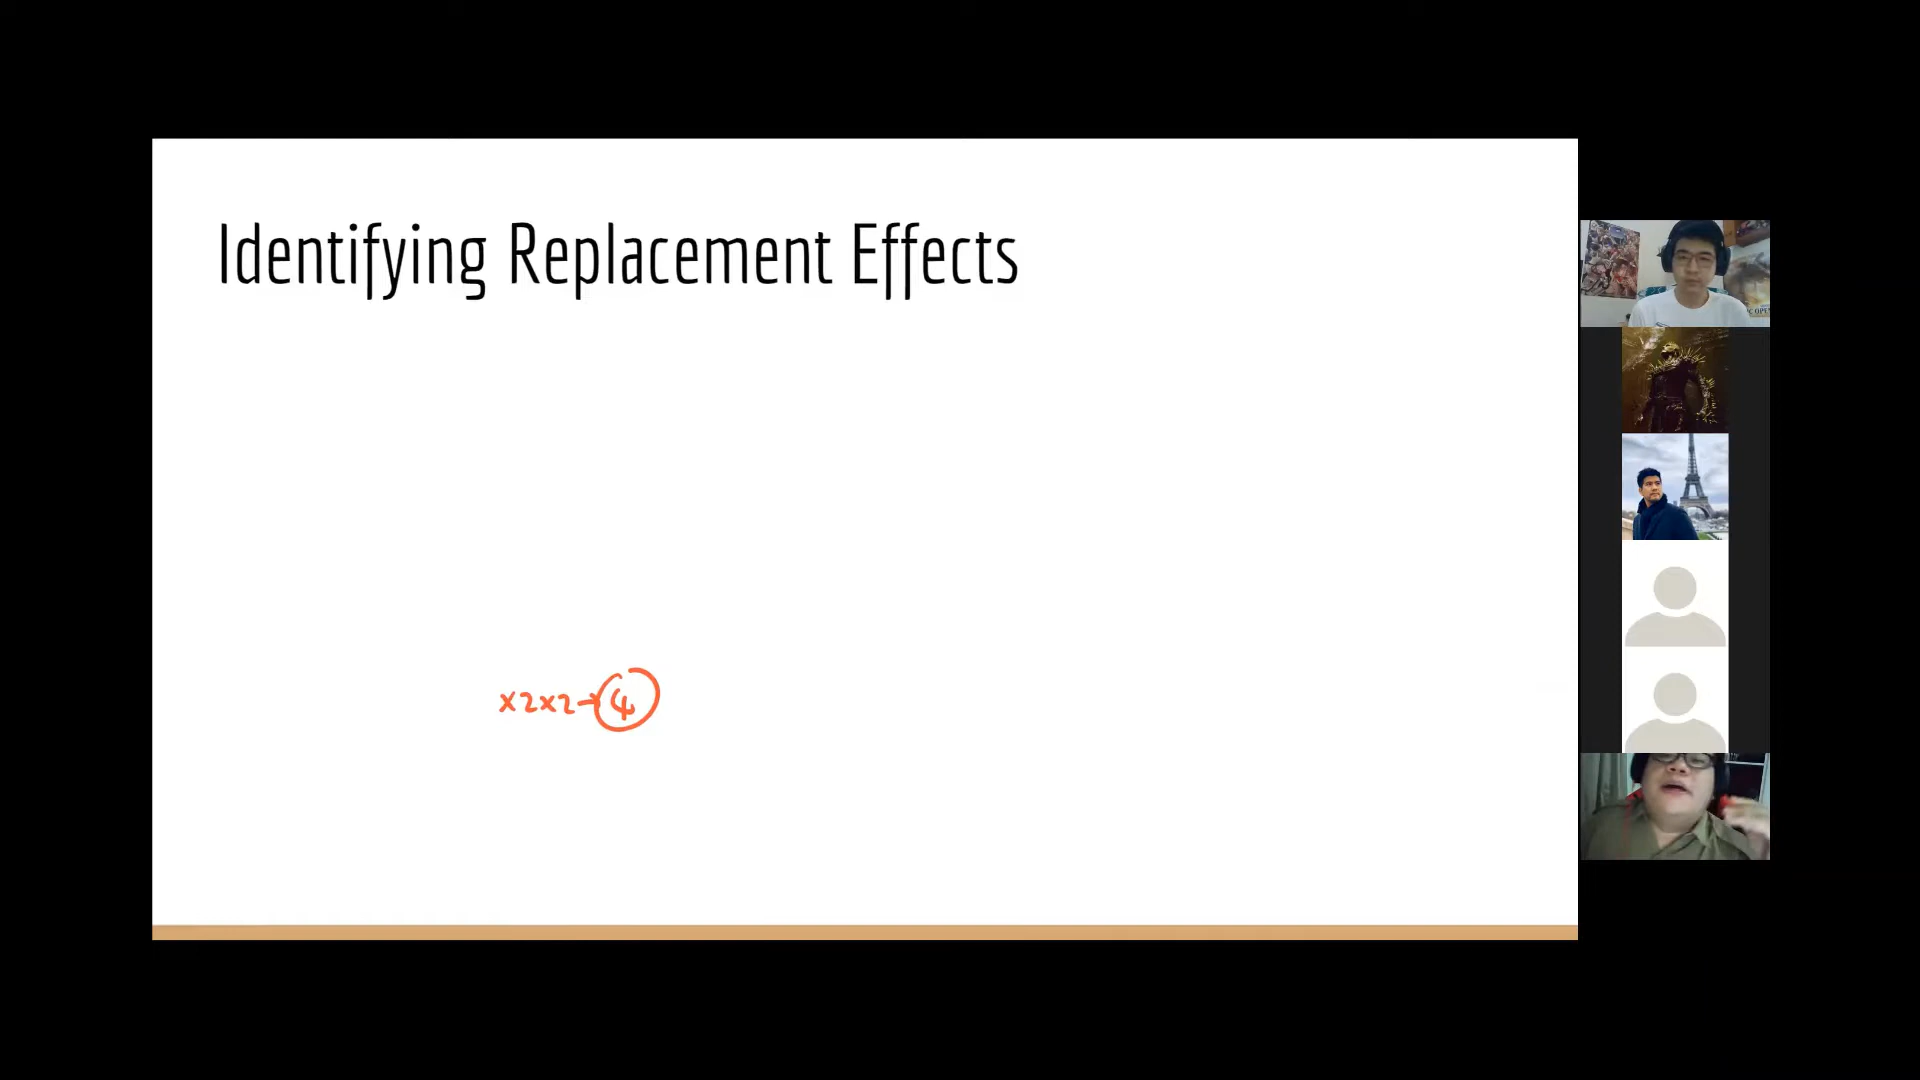 Identifying Replacement Effects
x2x2→4